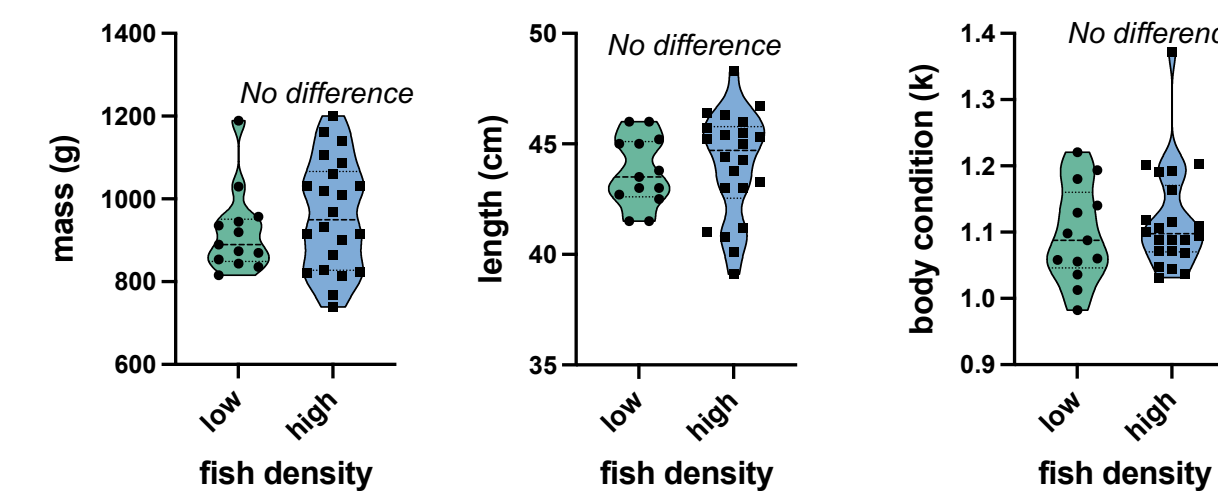 mass (g)
1400
1200
1000
800
600
No difference
low
high
fish density
length (cm)
50
45
40
35
No difference
low
high
fish density
body condition (k)
1.4
1.3
1.2
1.1
1.0
0.9
No
low
high
fish density